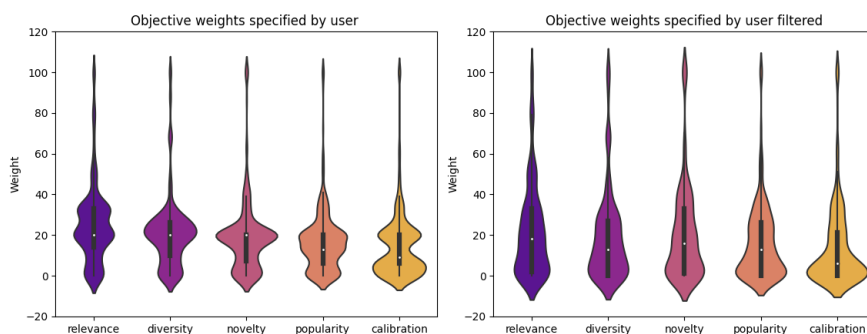 Objective weights specified by user
Weight
120
100
80
60
40
20
0
−20
relevance diversity novelty popularity calibration
Objective weights specified by user filtered
Weight
120
100
80
60
40
20
0
−20
relevance diversity novelty popularity calibration